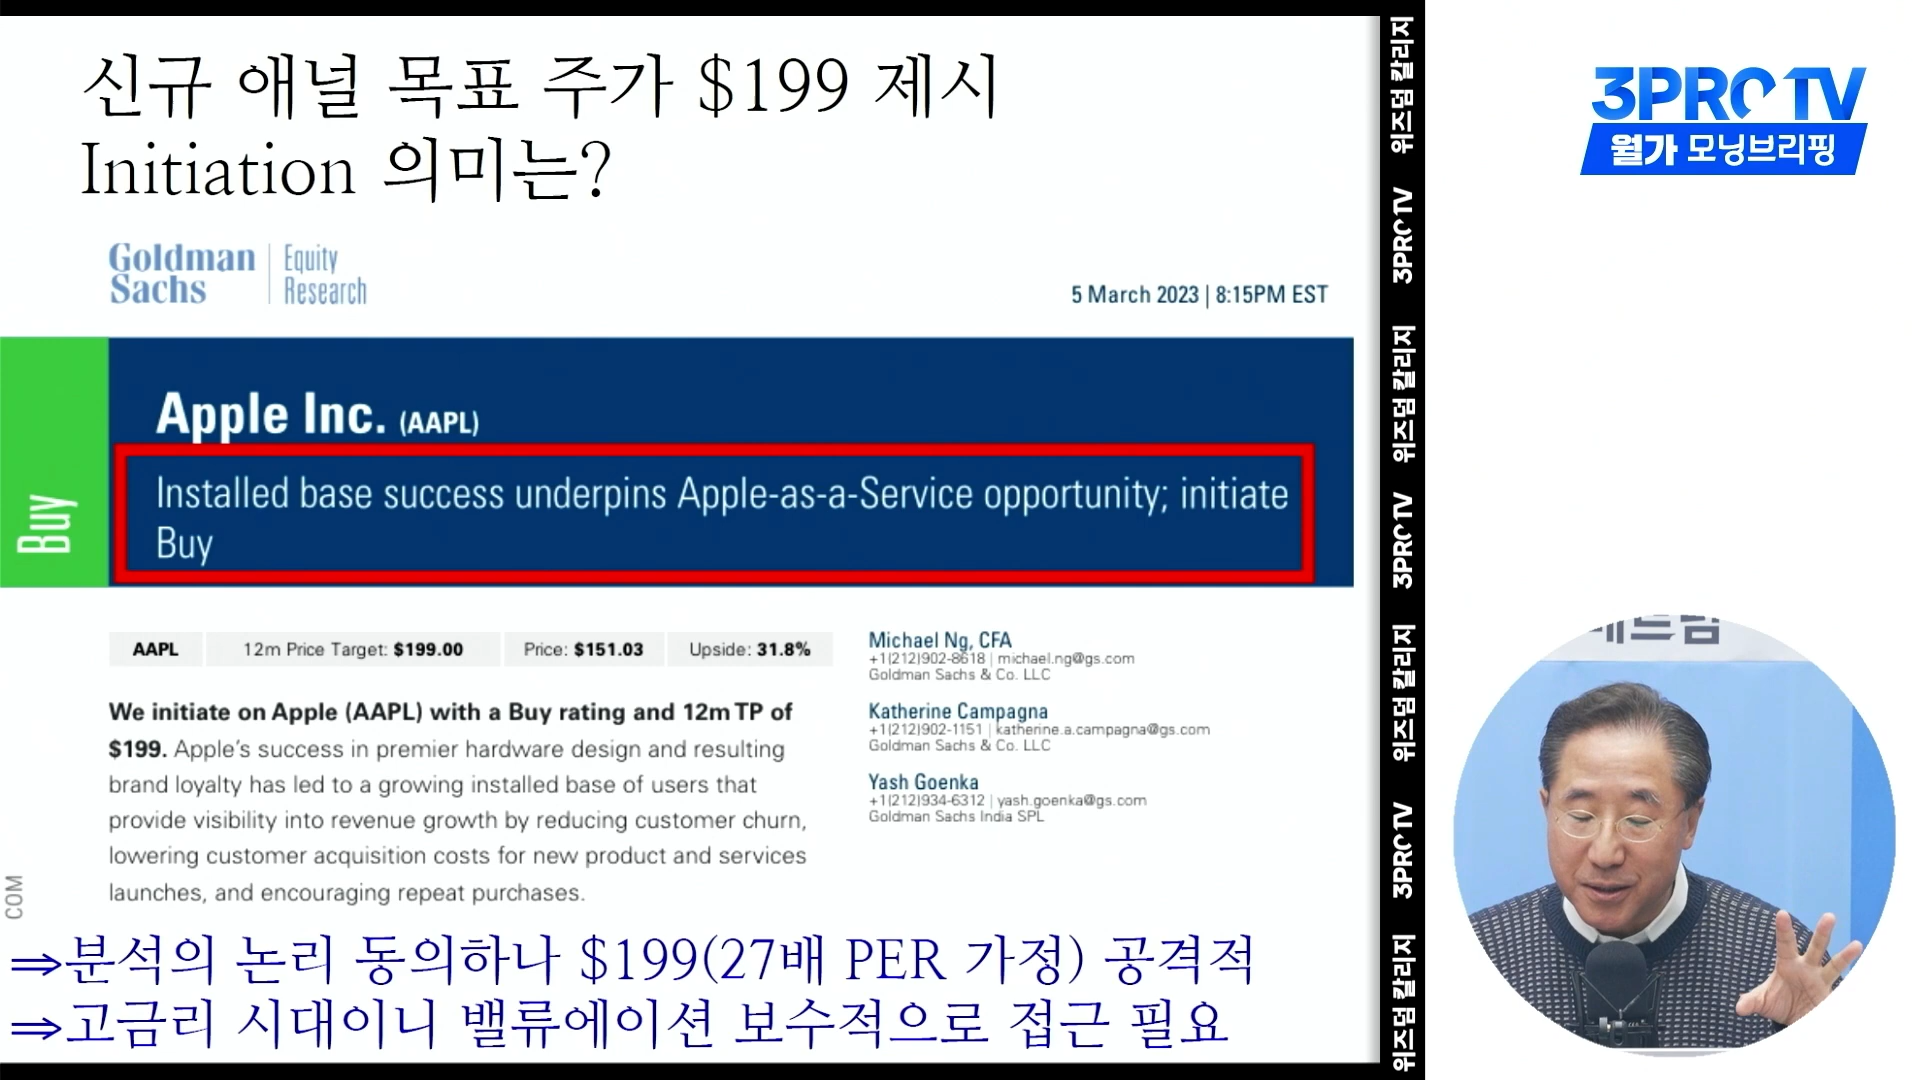 신규 애널 목표 주가 $199 제시
Initiation 의미는?
Goldman Sachs
Equity Research
5 March 2023 | 8:15PM EST
Buy
Apple Inc. (AAPL)
Installed base success underpins Apple-as-a-Service opportunity; initiate
Buy
AAPL 12m Price Target: $199.00 Price: $151.03 Upside: 31.8%
We initiate on Apple (AAPL) with a Buy rating and 12m TP of
$199. Apple's success in premier hardware design and resulting
brand loyalty has led to a growing installed base of users that
provide visibility into revenue growth by reducing customer churn,
lowering customer acquisition costs for new product and services
launches, and encouraging repeat purchases.
Michael Ng, CFA
+1(212)902-8618 | michael.ng@gs.com
Goldman Sachs & Co. LLC
Katherine Campagna
+1(212)902-1151 | katherine.a.campagna@gs.com
Goldman Sachs & Co. LLC
Yash Goenka
+1(212)934-6312 | yash.goenka@gs.com
Goldman Sachs India SPL
COM
⇒분석의 논리 동의하나 $199(27배 PER 가정) 공격적
⇒고금리 시대이니 밸류에이션 보수적으로 접근 필요
위즈덤 칼리지
3PROTV
위즈덤 칼리지
3PROTV
위즈덤 칼리지
3PROTV
위즈덤 칼리지
3PROTV
월가 모닝브리핑